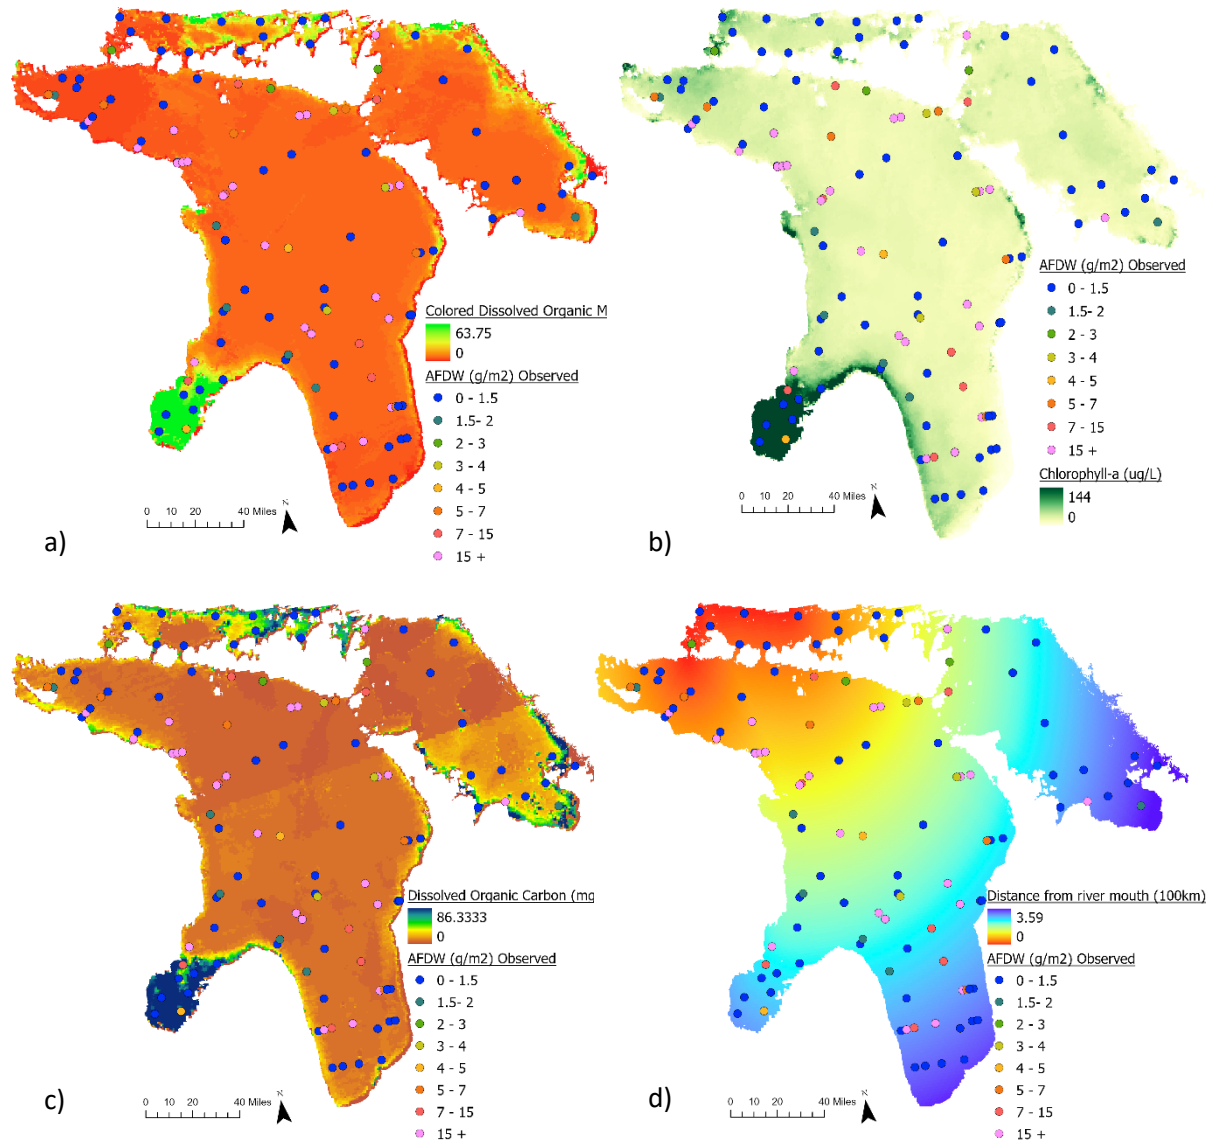 Colored Dissolved Organic M
63.75
0
AFDW (g/m2) Observed
0 - 1.5
1.5- 2
2 - 3
3 - 4
4 - 5
5 - 7
7 - 15
15 +
N
0 10 20 40 Miles
a)
AFDW (g/m2) Observed
0 - 1.5
1.5- 2
2 - 3
3 - 4
4 - 5
5 - 7
7 - 15
15 +
Chlorophyll-a (ug/L)
144
0
N
0 10 20 40 Miles
b)
Dissolved Organic Carbon (mg
86.3333
0
AFDW (g/m2) Observed
0 - 1.5
1.5- 2
2 - 3
3 - 4
4 - 5
5 - 7
7 - 15
15 +
N
0 10 20 40 Miles
c)
Distance from river mouth (100km)
3.59
0
AFDW (g/m2) Observed
0 - 1.5
1.5- 2
2 - 3
3 - 4
4 - 5
5 - 7
7 - 15
15 +
N
0 10 20 40 Miles
d)